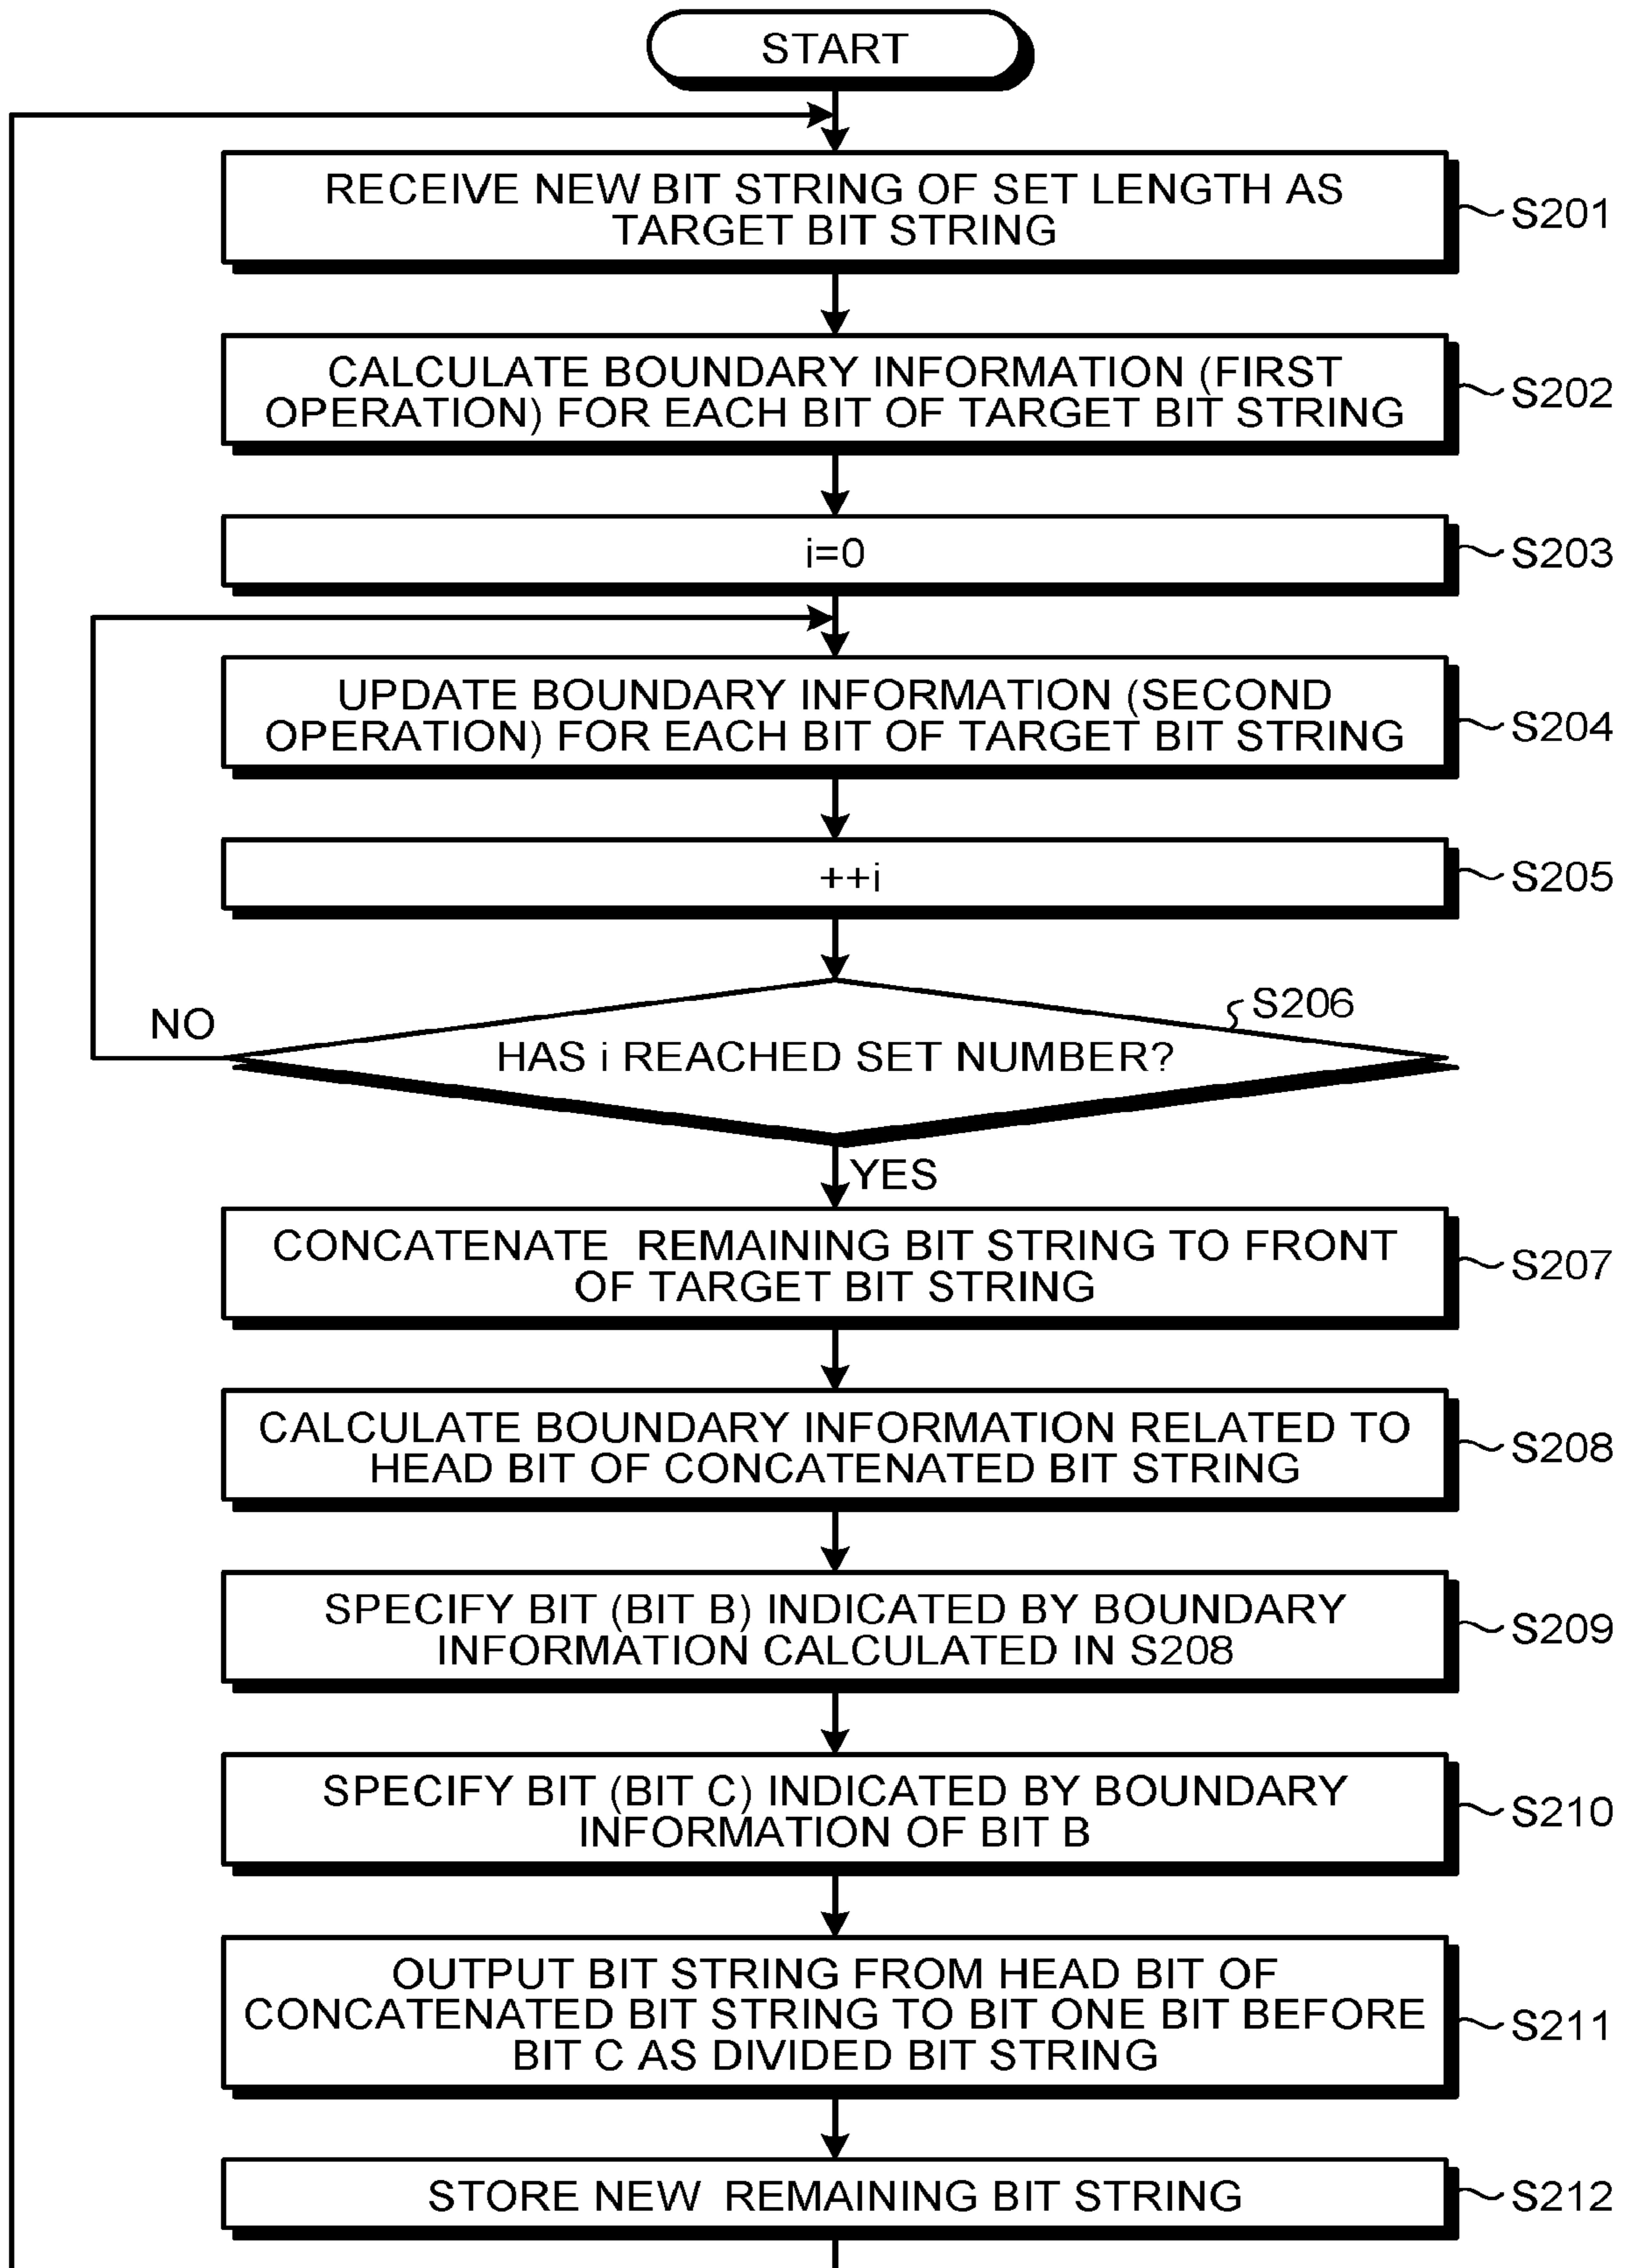 START
RECEIVE NEW BIT STRING OF SET LENGTH AS
TARGET BIT STRING
S201
CALCULATE BOUNDARY INFORMATION (FIRST
OPERATION) FOR EACH BIT OF TARGET BIT STRING
S202
i=0
S203
UPDATE BOUNDARY INFORMATION (SECOND
OPERATION) FOR EACH BIT OF TARGET BIT STRING
S204
++i
S205
S206
NO
HAS i REACHED SET NUMBER?
YES
CONCATENATE REMAINING BIT STRING TO FRONT
OF TARGET BIT STRING
S207
CALCULATE BOUNDARY INFORMATION RELATED TO
HEAD BIT OF CONCATENATED BIT STRING
S208
SPECIFY BIT (BIT B) INDICATED BY BOUNDARY
INFORMATION CALCULATED IN S208
S209
SPECIFY BIT (BIT C) INDICATED BY BOUNDARY
INFORMATION OF BIT B
S210
OUTPUT BIT STRING FROM HEAD BIT OF
CONCATENATED BIT STRING TO BIT ONE BIT BEFORE
BIT C AS DIVIDED BIT STRING
S211
STORE NEW REMAINING BIT STRING
S212